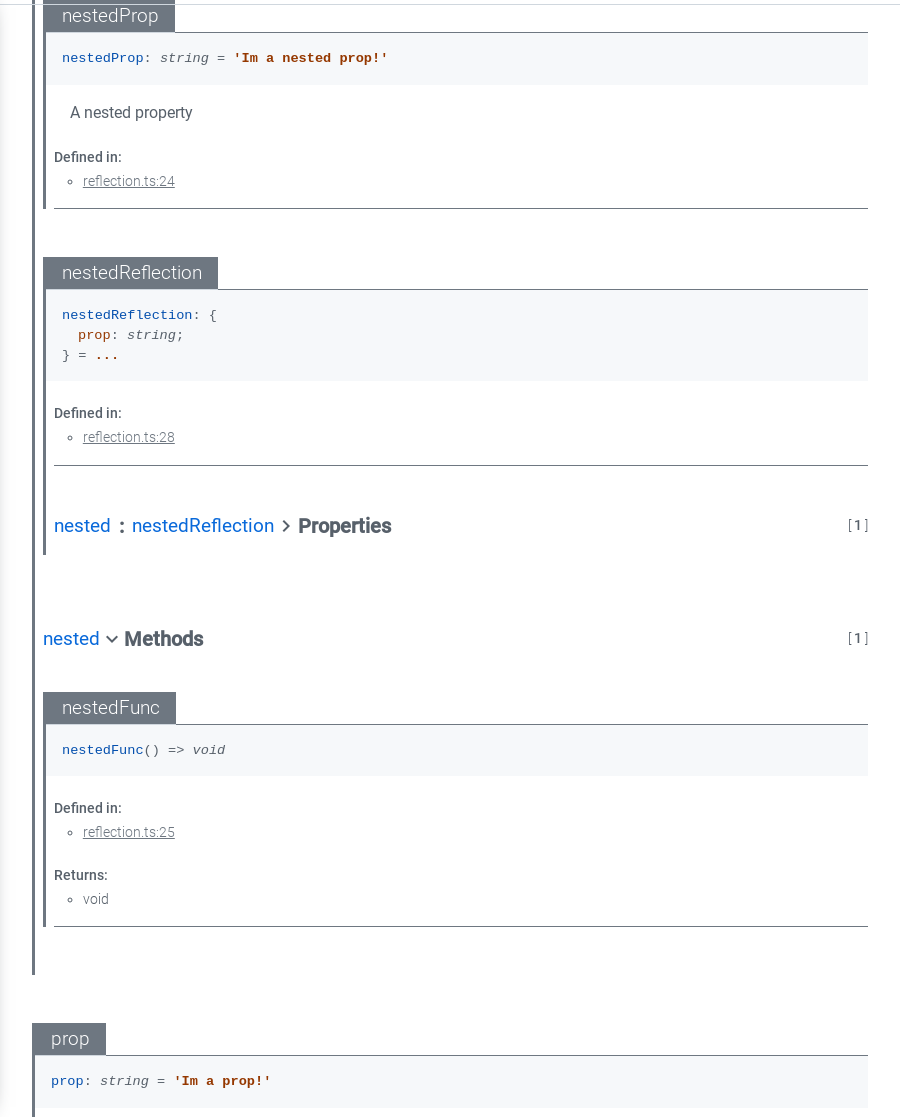 nestedProp
nestedProp: string = 'Im a nested prop!'
A nested property
Defined in:
reflection.ts:24
nestedReflection
nestedReflection: {
  prop: string;
} = ...
Defined in:
reflection.ts:28
nested : nestedReflection > Properties [1]
nested Methods [1]
nestedFunc
nestedFunc() => void
Defined in:
reflection.ts:25
Returns:
void
prop
prop: string = 'Im a prop!'